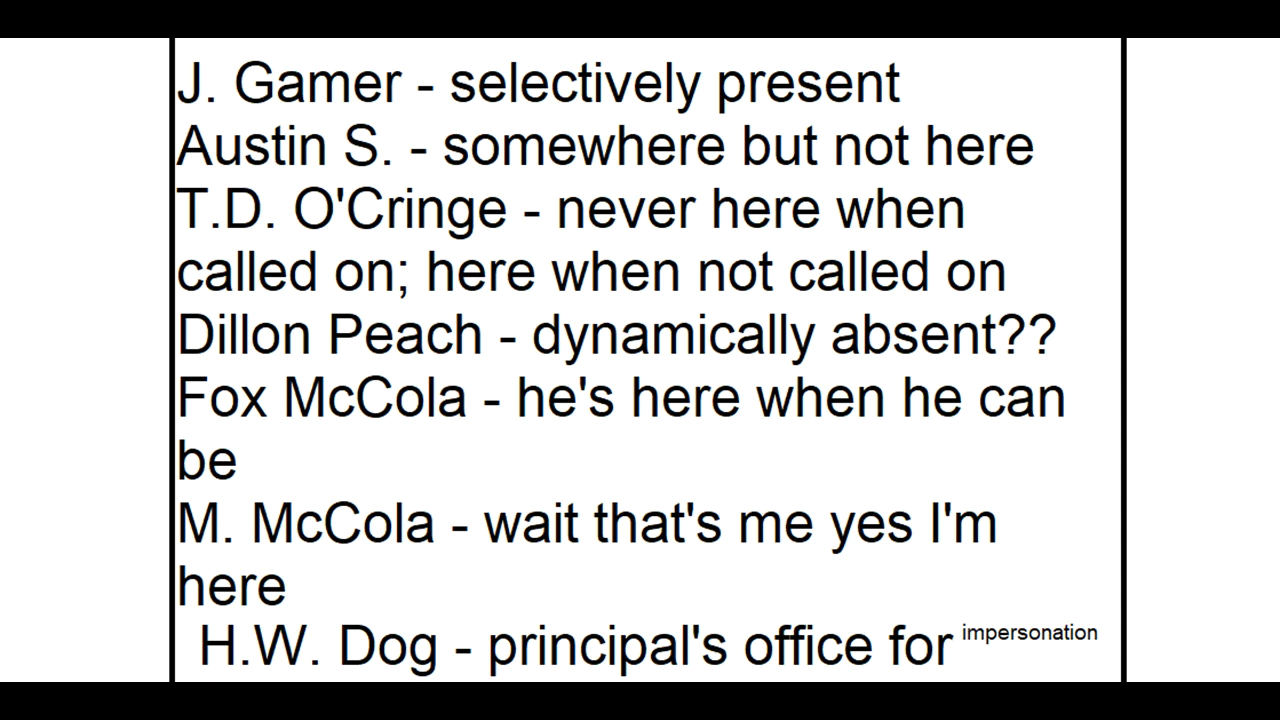 J. Gamer - selectively present
Austin S. - somewhere but not here
T.D. O'Cringe - never here when
called on; here when not called on
Dillon Peach - dynamically absent??
Fox McCola - he's here when he can
be
M. McCola - wait that's me yes I'm
here
H.W. Dog - principal's office for impersonation